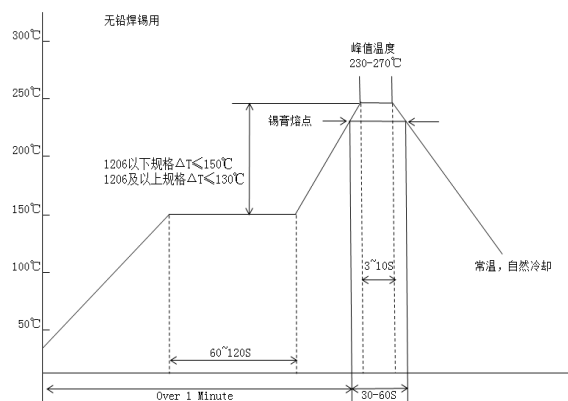 无铅焊锡用
300℃
峰值温度
230-270℃
250℃
锡膏熔点
200℃
1206以下规格△T≤150℃
1206及以上规格△T≤130℃
150℃
100℃
3~10S
常温，自然冷却
50℃
60~120S
Over 1 Minute
30-60S